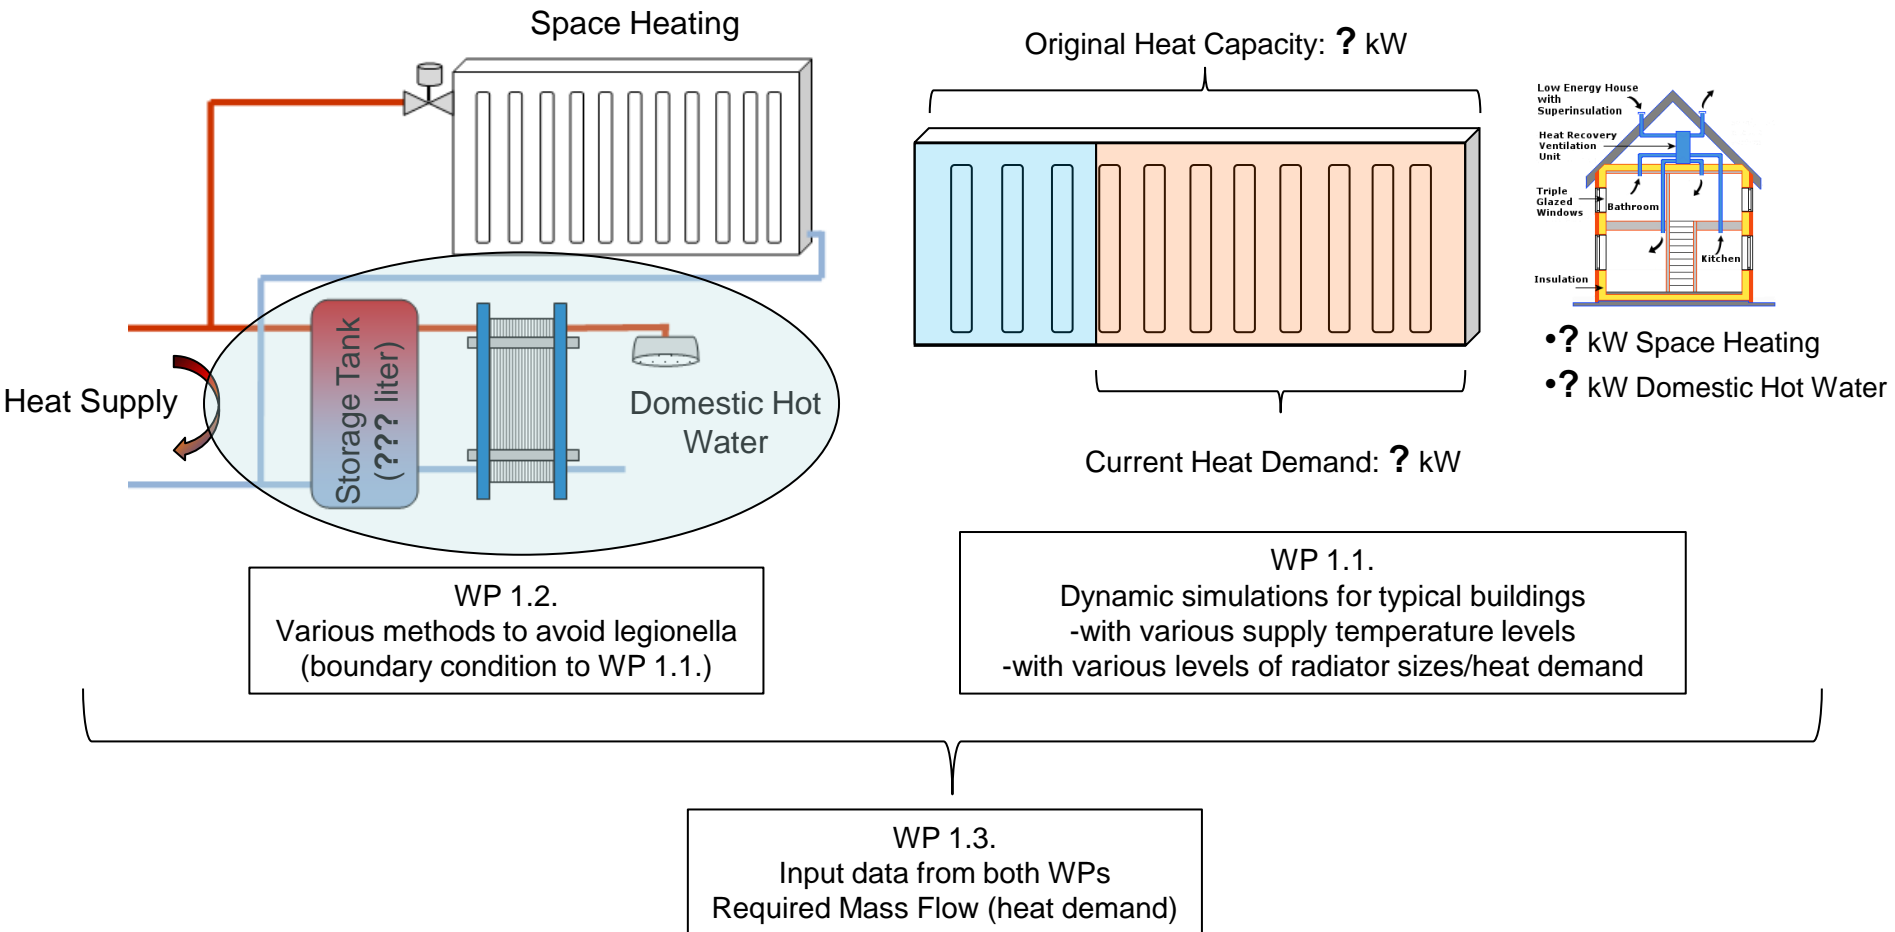 Space Heating
Heat Supply
Storage Tank
(??? liter)
Domestic Hot
Water
Original Heat Capacity: ? kW
Current Heat Demand: ? kW
Low Energy House
with
Superinsulation
Heat Recovery
Ventilation
Unit
Triple
Glazed
Windows
Bathroom
Kitchen
Insulation
•? kW Space Heating
•? kW Domestic Hot Water
WP 1.2.
Various methods to avoid legionella
(boundary condition to WP 1.1.)
WP 1.1.
Dynamic simulations for typical buildings
-with various supply temperature levels
-with various levels of radiator sizes/heat demand
WP 1.3.
Input data from both WPs
Required Mass Flow (heat demand)